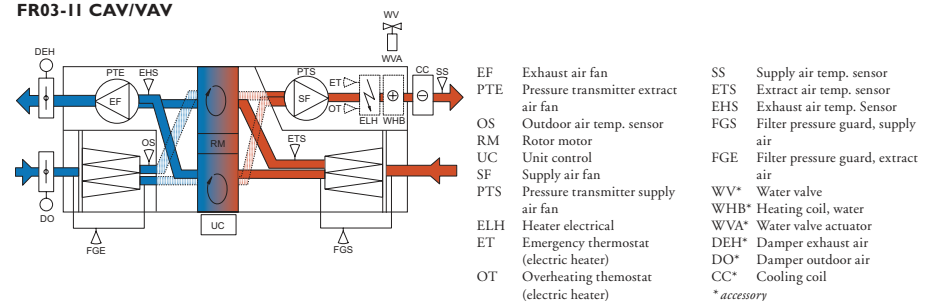 FR03-11 CAV/VAV
WV
WVA
DEH
PTE
EHS
PTS
CC
SS
EF
SF
ET
OT
ELH
WHB
OS
RM
ETS
DO
UC
FGE
FGS
EF Exhaust air fan
PTE Pressure transmitter extract
air fan
OS Outdoor air temp. sensor
RM Rotor motor
UC Unit control
SF Supply air fan
PTS Pressure transmitter supply
air fan
ELH Heater electrical
ET Emergency thermostat
(electric heater)
OT Overheating themostat
(electric heater)
SS Supply air temp. sensor
ETS Extract air temp. sensor
EHS Exhaust air temp. Sensor
FGS Filter pressure guard, supply
air
FGE Filter pressure guard, extract
air
WV* Water valve
WHB* Heating coil, water
WVA* Water valve actuator
DEH* Damper exhaust air
DO* Damper outdoor air
CC* Cooling coil
* accessory